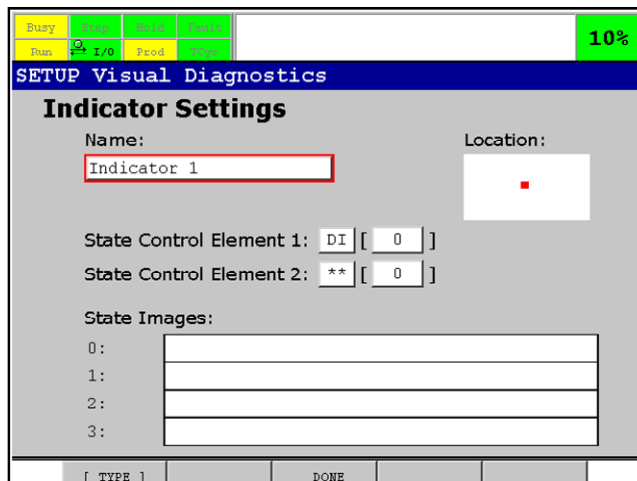 Busy Step Hold Fault
Run I/O Prod TCyc
10%
SETUP Visual Diagnostics
Indicator Settings
Name:
Location:
Indicator 1
State Control Element 1: DI [ 0 ]
State Control Element 2: ** [ 0 ]
State Images:
0:
1:
2:
3:
[ TYPE ] DONE